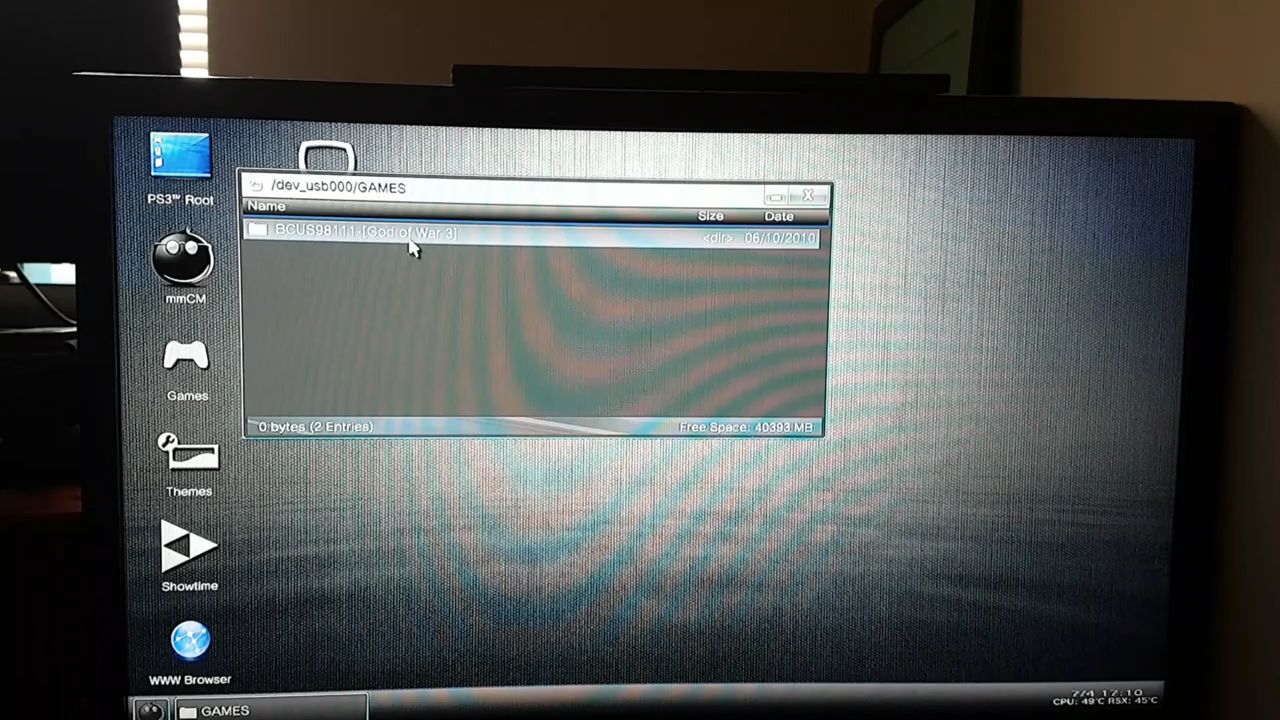 PS3™ Root
mmCM
Games
Themes
Showtime
WWW Browser
/dev_usb000/GAMES
X
Name Size Date
BCUS98111-[God of War 3] <dir> 06/10/2010
0 bytes (2 Entries) Free Space: 40393 MB
GAMES
7/4 17:10
CPU: 49°C RSX: 45°C